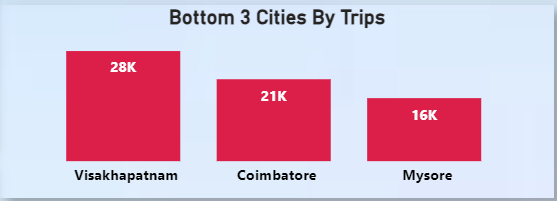 Bottom 3 Cities By Trips
28K
21K
16K
Visakhapatnam
Coimbatore
Mysore